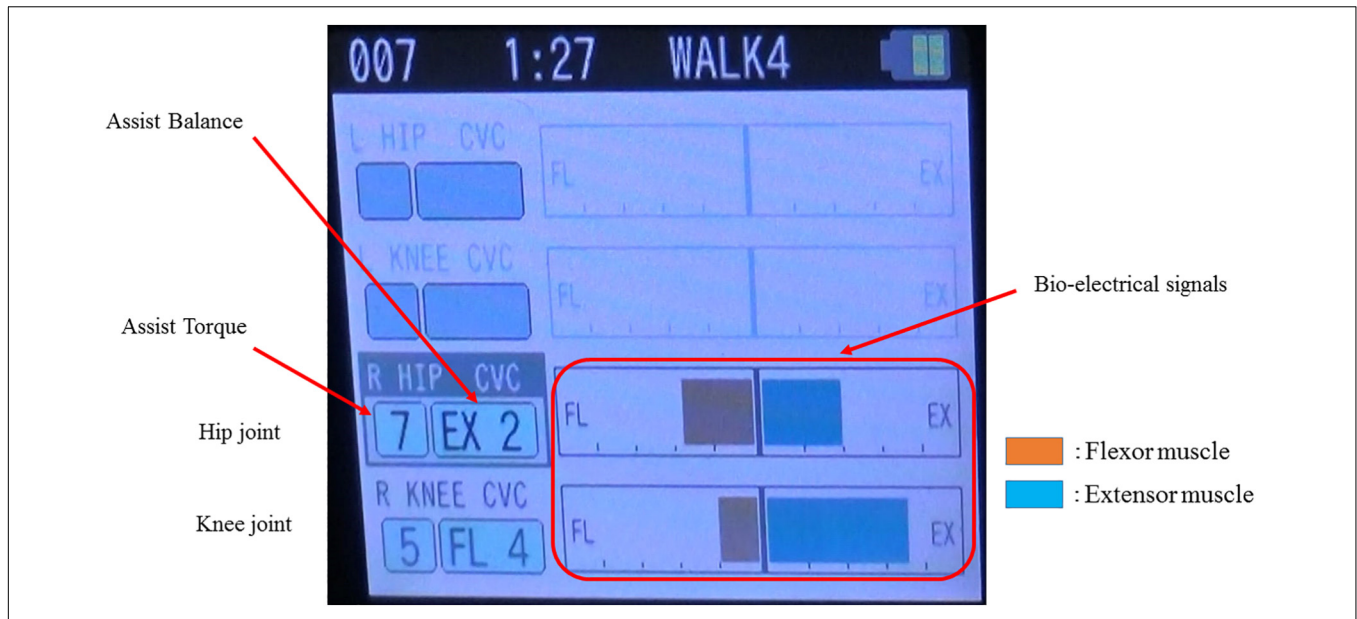 007 1:27 WALK4
Assist Balance
L HIP CVC
FL EX
L KNEE CVC
FL EX
Bio-electrical signals
Assist Torque
R HIP CVC
Hip joint
7 EX 2
FL EX
: Flexor muscle
: Extensor muscle
R KNEE CVC
Knee joint
5 FL 4
FL EX